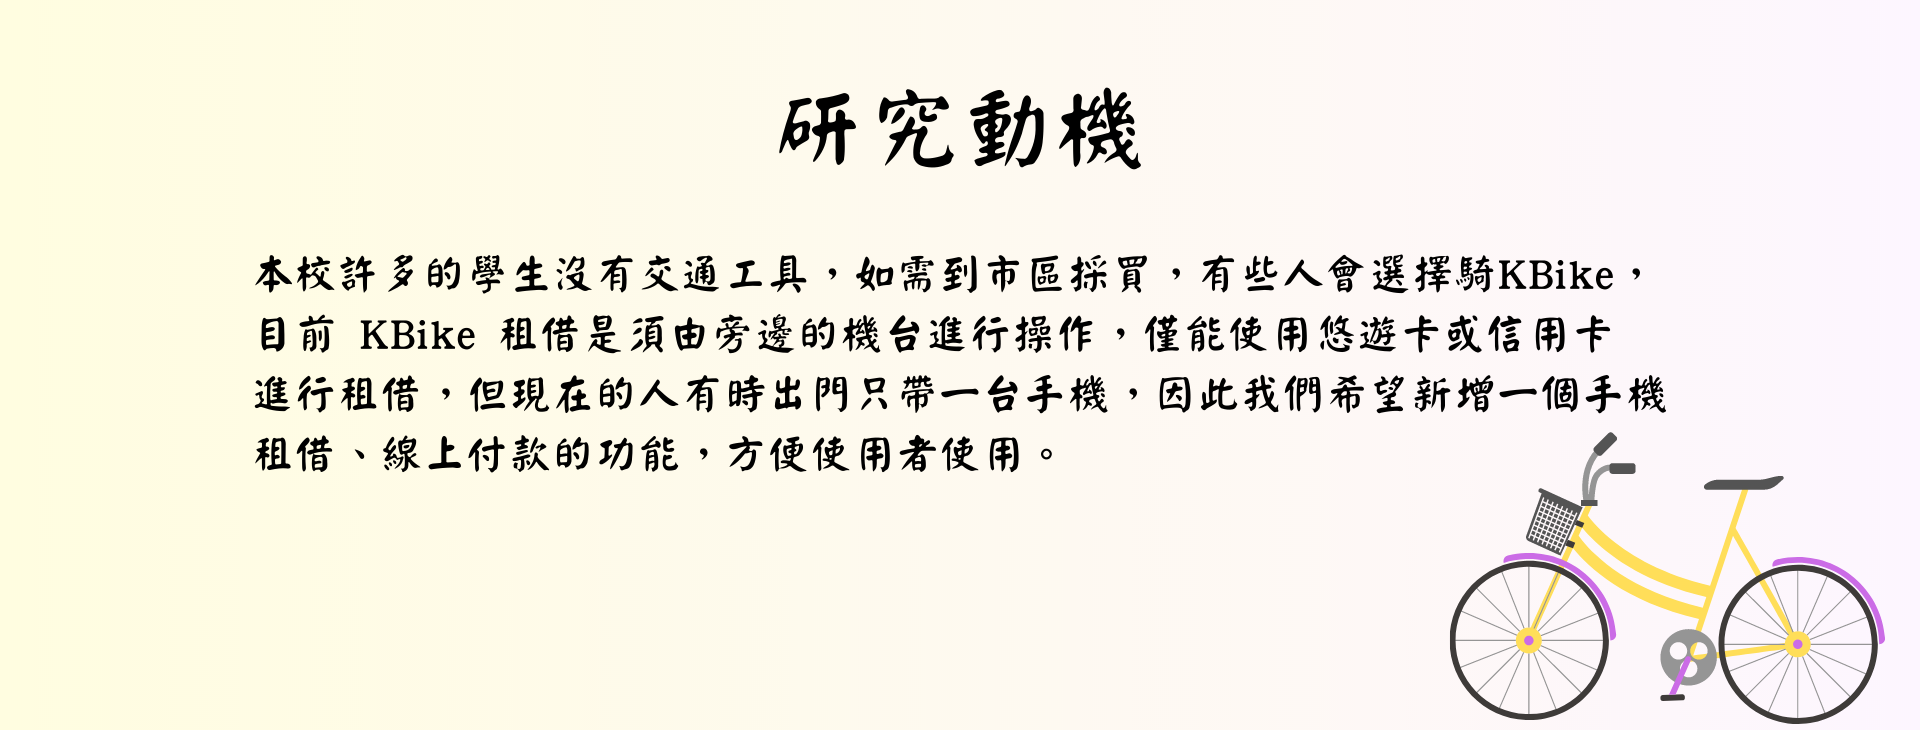 研究動機
本校許多的學生沒有交通工具，如需到市區採買，有些人會選擇騎KBike，
目前 KBike 租借是須由旁邊的機台進行操作，僅能使用悠遊卡或信用卡
進行租借，但現在的人有時出門只帶一台手機，因此我們希望新增一個手機
租借、線上付款的功能，方便使用者使用。